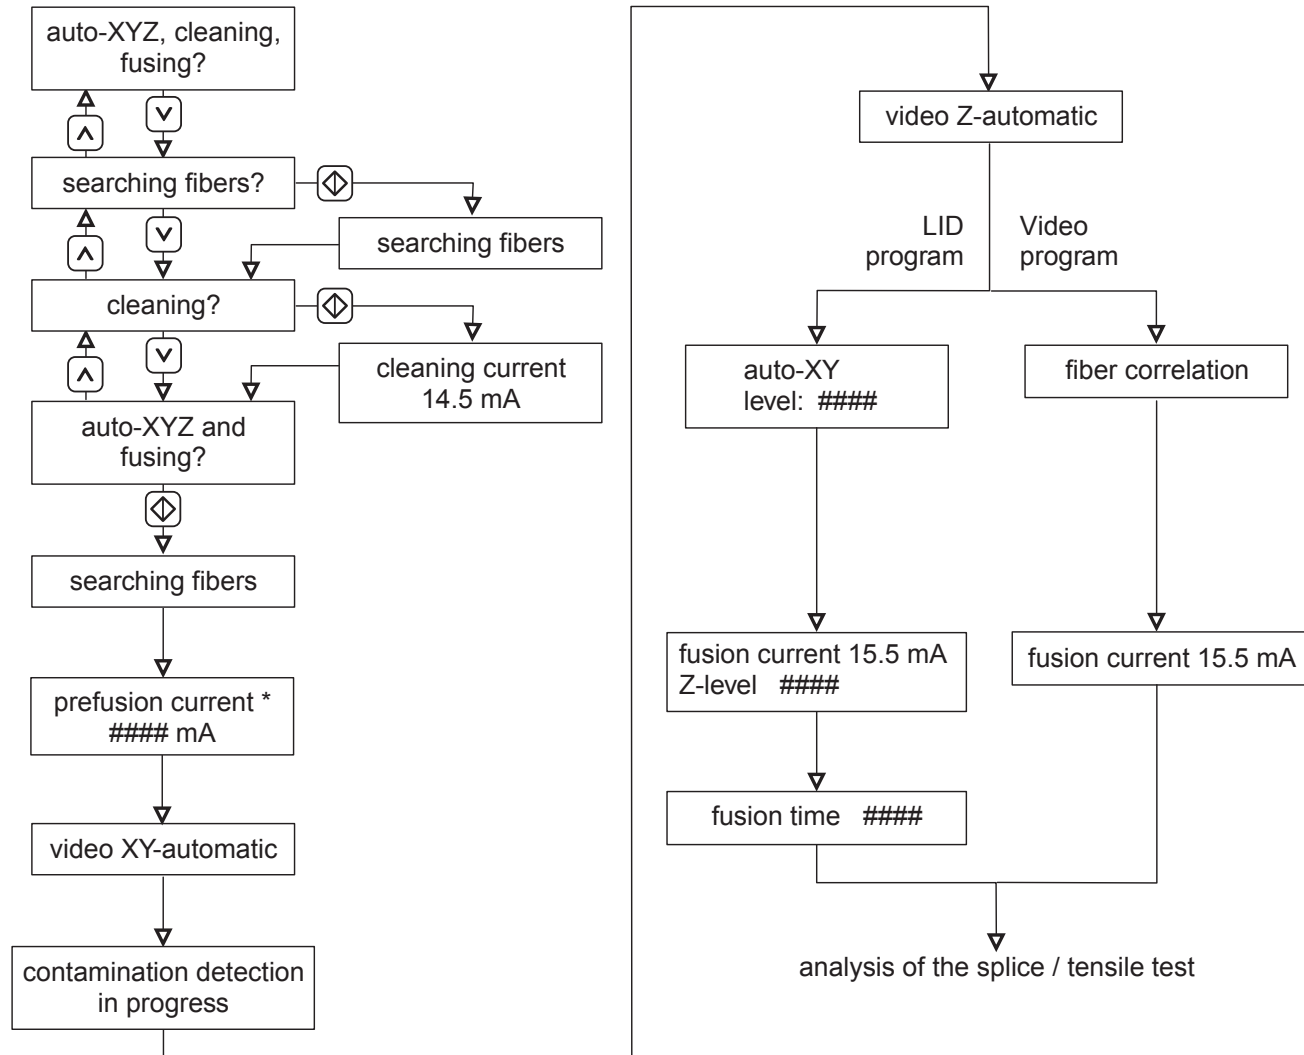 auto-XYZ, cleaning,
fusing?
searching fibers?
searching fibers
cleaning?
cleaning current
14.5 mA
auto-XYZ and
fusing?
searching fibers
prefusion current *
#### mA
video XY-automatic
contamination detection
in progress
video Z-automatic
LID
program
Video
program
auto-XY
level: ####
fiber correlation
fusion current 15.5 mA
Z-level ####
fusion current 15.5 mA
fusion time ####
analysis of the splice / tensile test